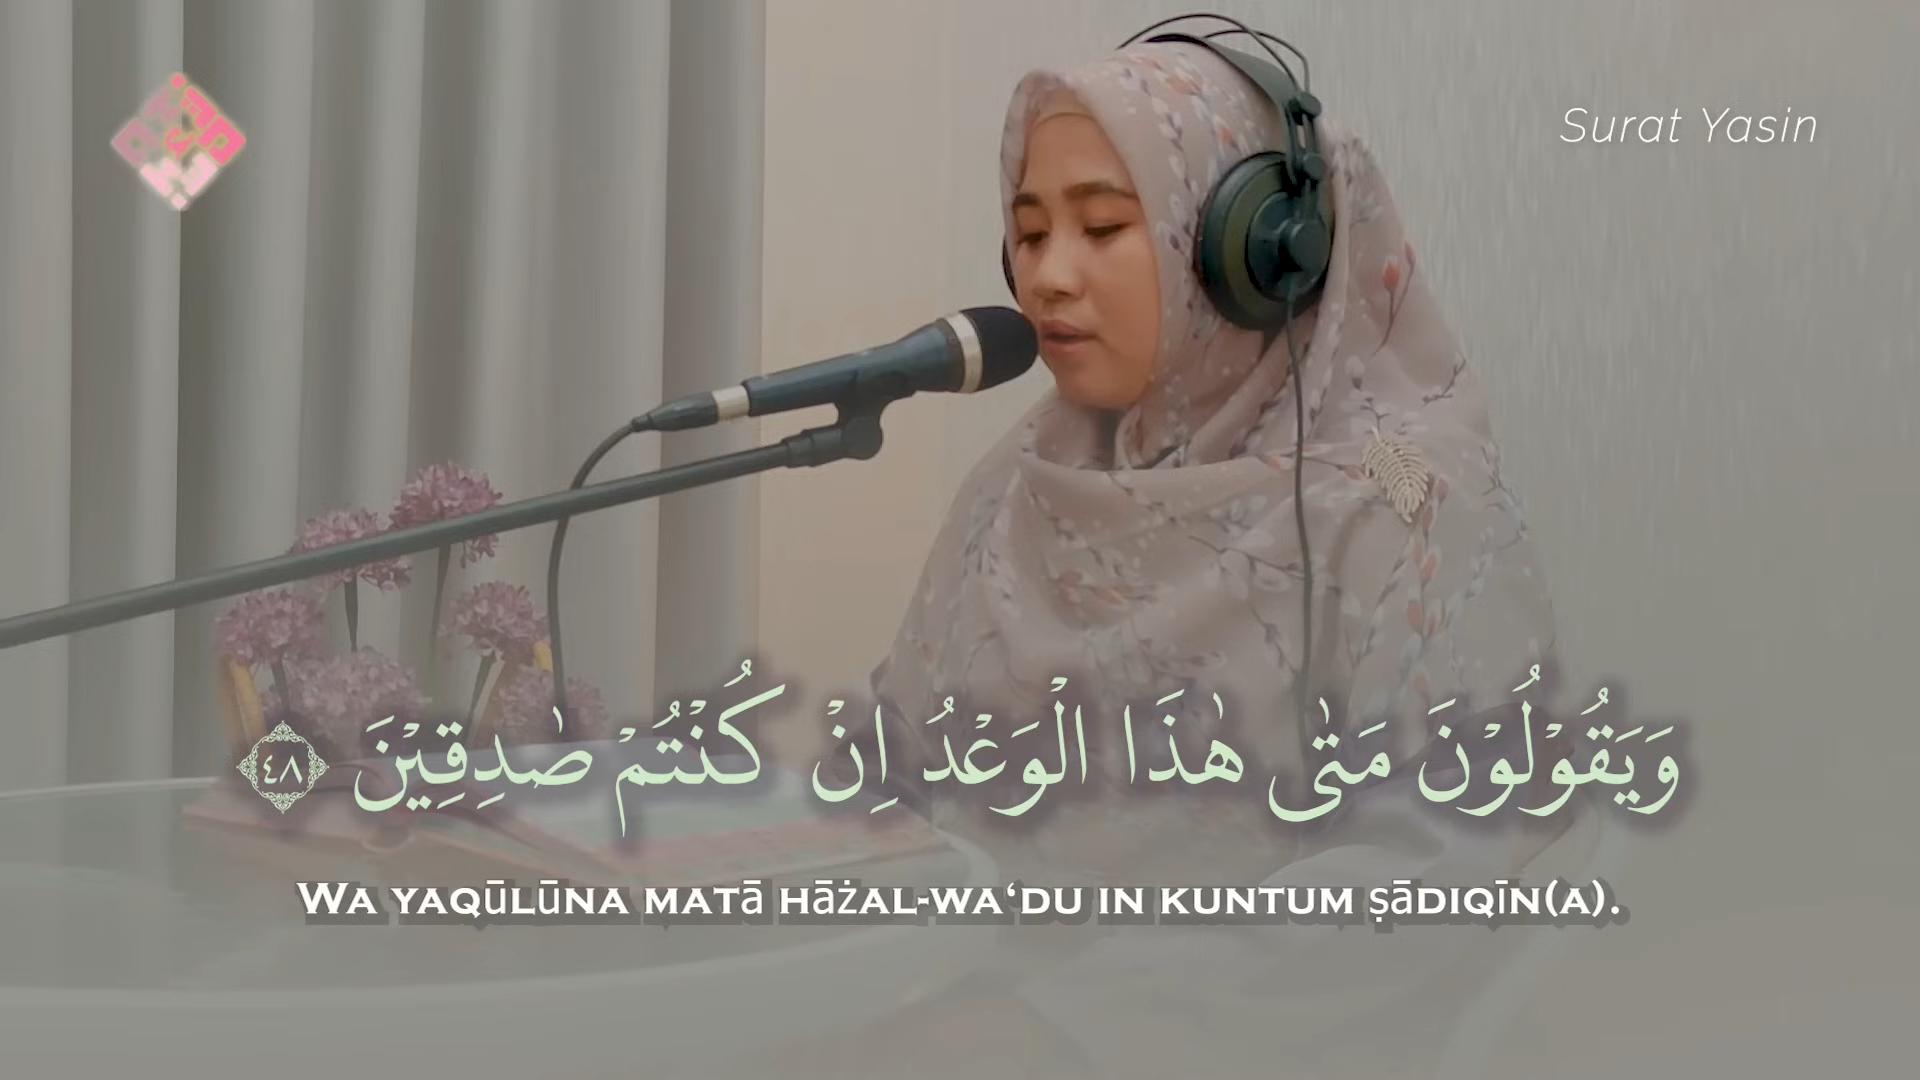 Surat Yasin
وَيَقُوْلُوْنَ مَتٰى هٰذَا الْوَعْدُ اِنْ كُنْتُمْ صٰدِقِيْنَ ٤٨
Wa yaqūlūna matā hāżal-wa‘du in kuntum ṣādiqīn(a).